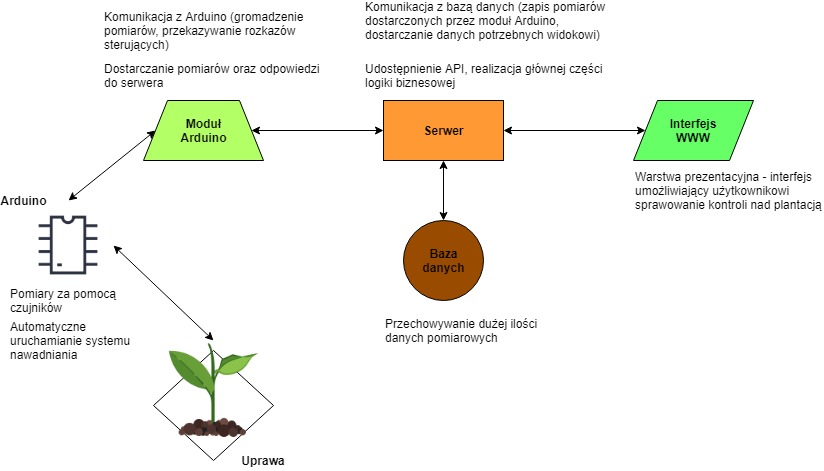 Komunikacja z Arduino (gromadzenie
pomiarów, przekazywanie rozkazów
sterujących)
Dostarczanie pomiarów oraz odpowiedzi
do serwera
Komunikacja z bazą danych (zapis pomiarów
dostarczonych przez moduł Arduino,
dostarczanie danych potrzebnych widokowi)
Udostępnienie API, realizacja głównej części
logiki biznesowej
Moduł
Arduino
Serwer
Interfejs
WWW
Warstwa prezentacyjna - interfejs
umożliwiający użytkownikowi
sprawowanie kontroli nad plantacją
Arduino
Baza
danych
Pomiary za pomocą
czujników
Automatyczne
uruchamianie systemu
nawadniania
Przechowywanie dużej ilości
danych pomiarowych
Uprawa